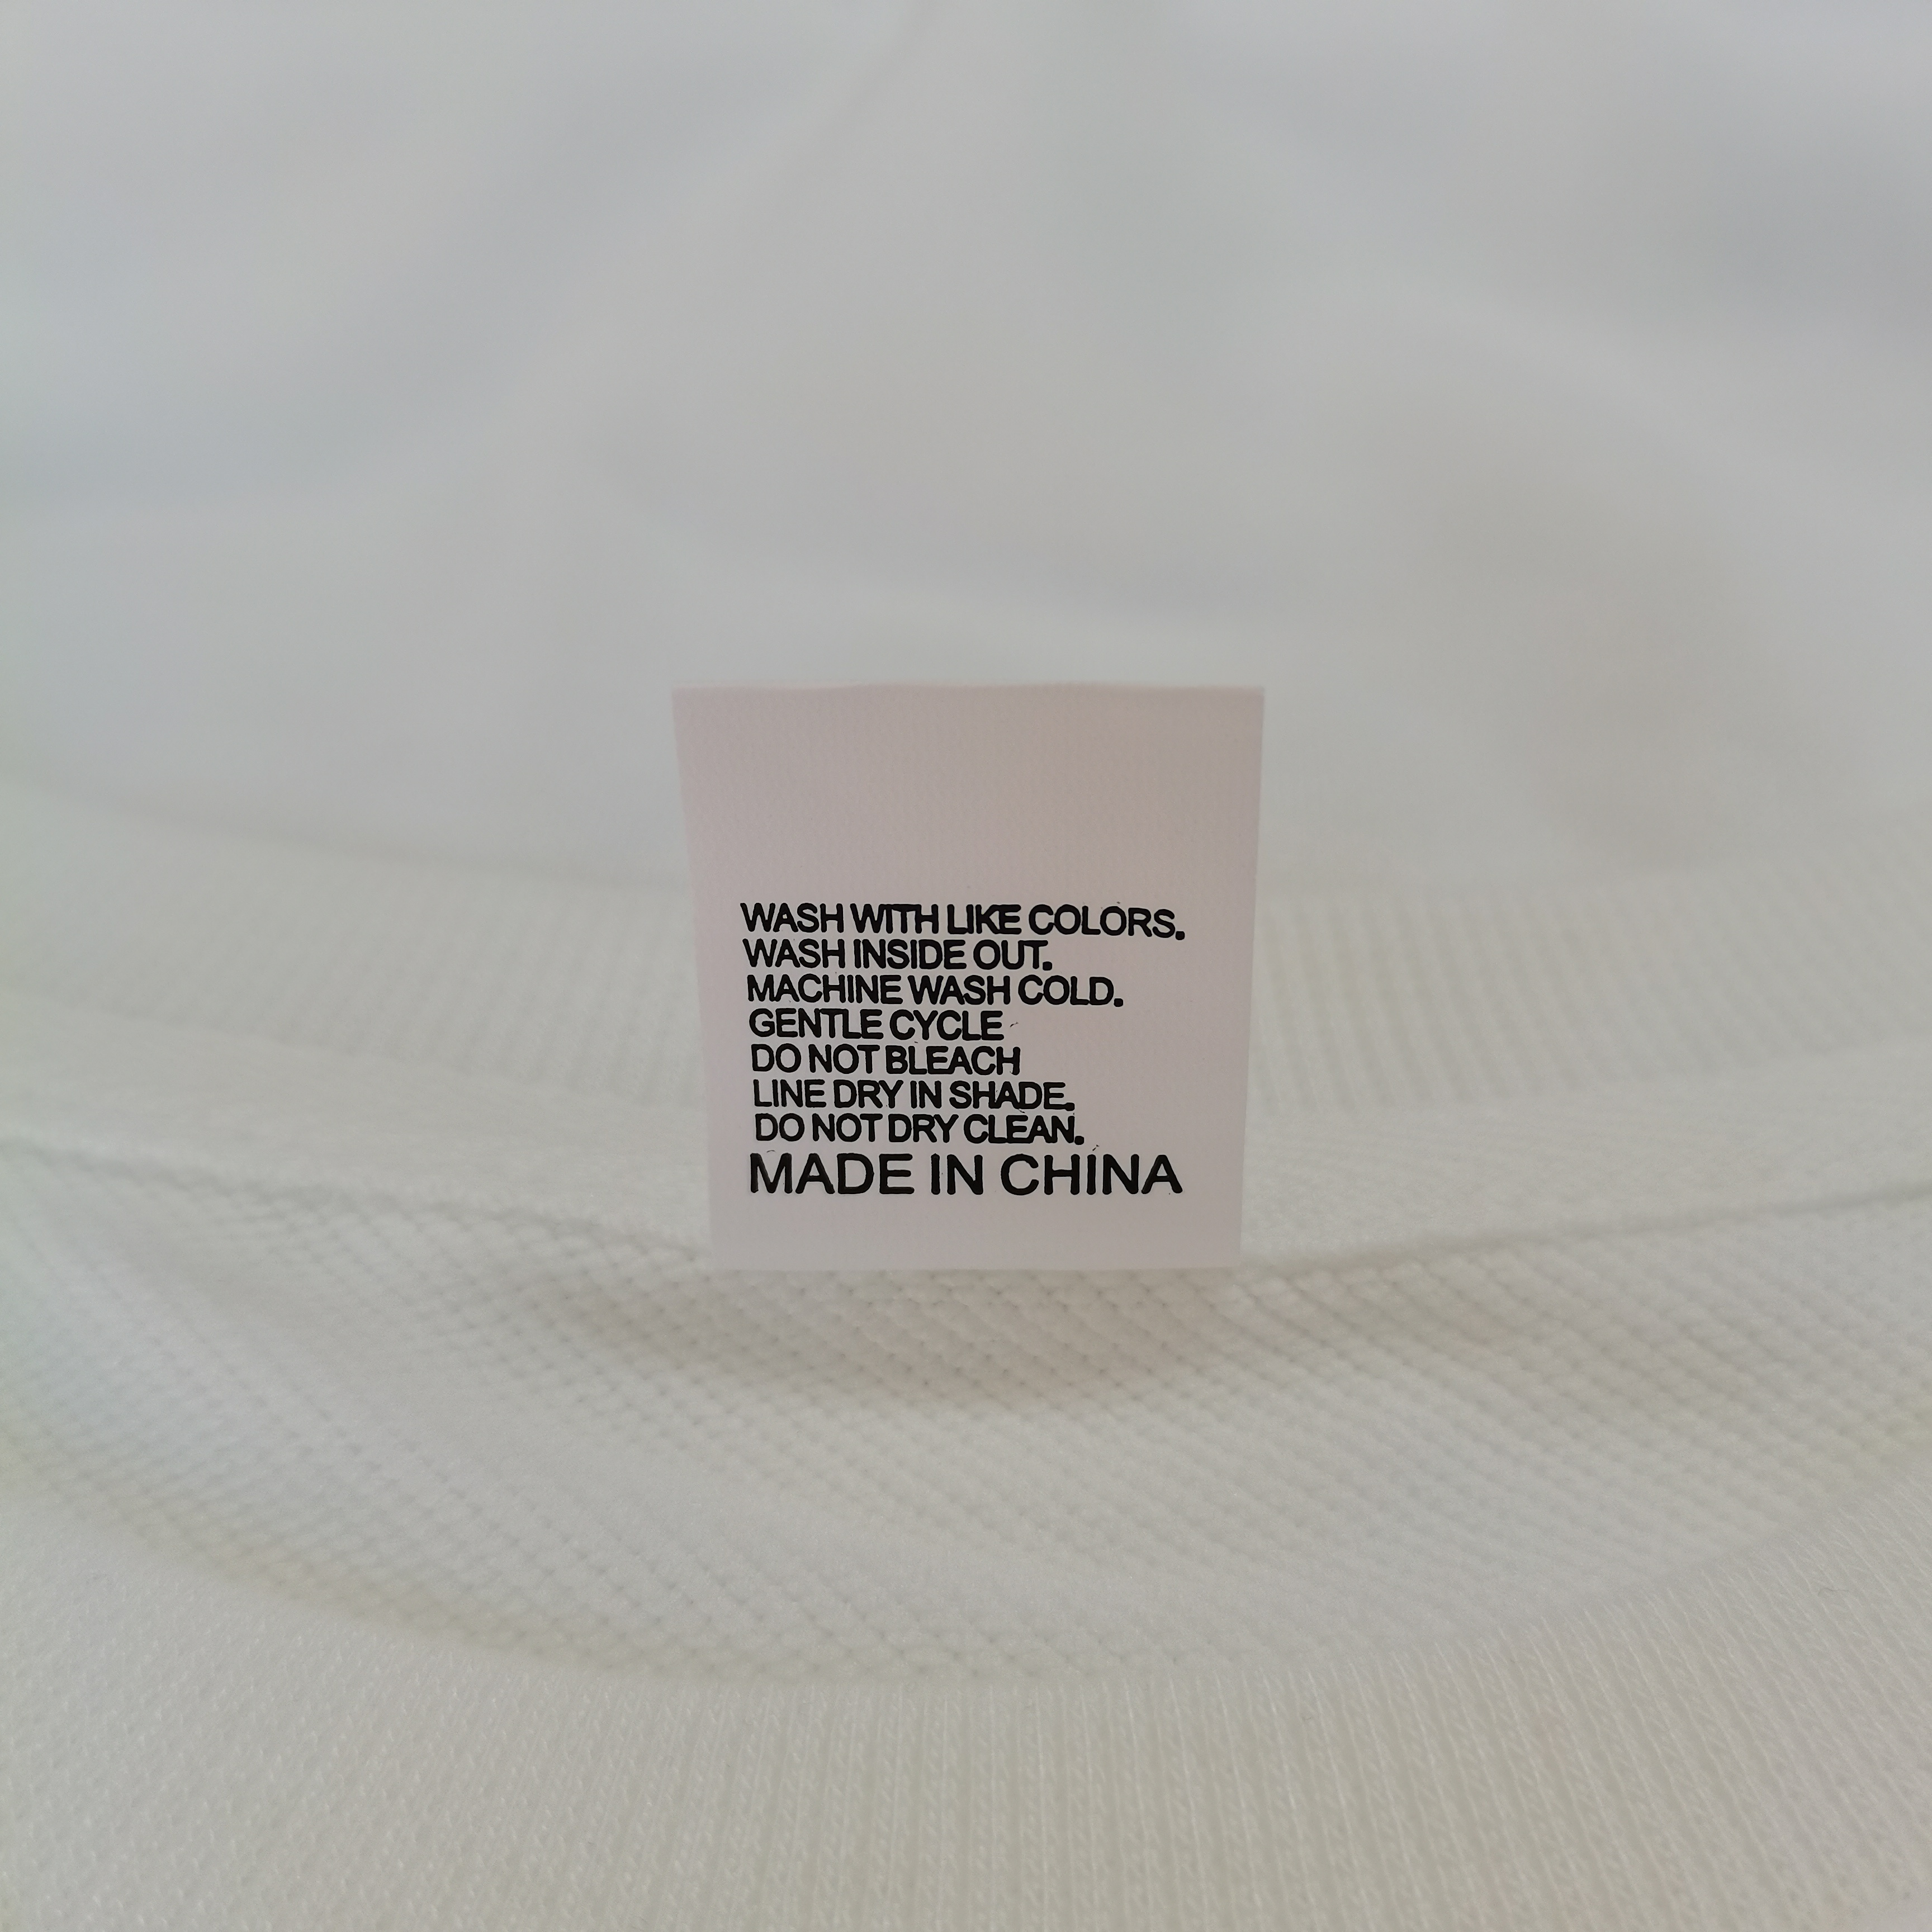 WASH WITH LIKE COLORS.
WASH INSIDE OUT.
MACHINE WASH COLD.
GENTLE CYCLE
DO NOT BLEACH
LINE DRY IN SHADE.
DO NOT DRY CLEAN.
MADE IN CHINA